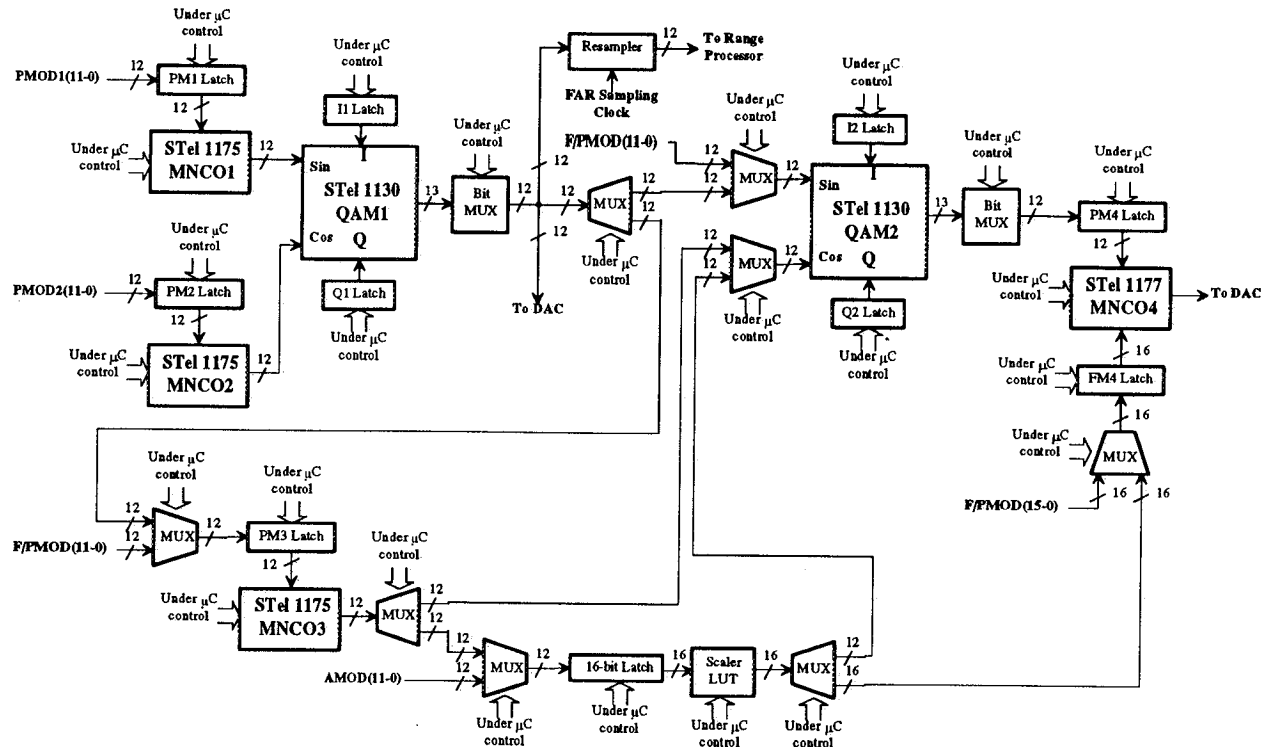 Under μC
control
PMOD1(11-0)
12
PM1 Latch
12
Under μC
control
STel 1175
MNCO1
12
Under μC
control
I1 Latch
Sin
I
STel 1130
QAM1
Cos
Q
13
Q1 Latch
Under μC
control
Under μC
control
PMOD2(11-0)
12
PM2 Latch
12
Under μC
control
STel 1175
MNCO2
12
Under μC
control
Bit
MUX
12
12
12
To DAC
Resampler
12
To Range
Processor
FAR Sampling
Clock
12
MUX
12
12
Under μC
control
F/PMOD(11-0)
12
12
Under μC
control
MUX
12
12
12
MUX
12
Under μC
control
Under μC
control
I2 Latch
Sin
I
STel 1130
QAM2
Cos
Q
13
Q2 Latch
Under μC
control
Under μC
control
Bit
MUX
12
Under μC
control
PM4 Latch
12
Under μC
control
STel 1177
MNCO4
To DAC
16
Under μC
control
FM4 Latch
16
Under μC
control
MUX
F/PMOD(15-0)
16
16
Under μC
control
12
F/PMOD(11-0)
12
MUX
12
Under μC
control
PM3 Latch
12
Under μC
control
STel 1175
MNCO3
12
Under μC
control
MUX
12
12
12
AMOD(11-0)
12
MUX
12
Under μC
control
16-bit Latch
16
Under μC
control
Scaler
LUT
16
Under μC
control
MUX
12
16
Under μC
control